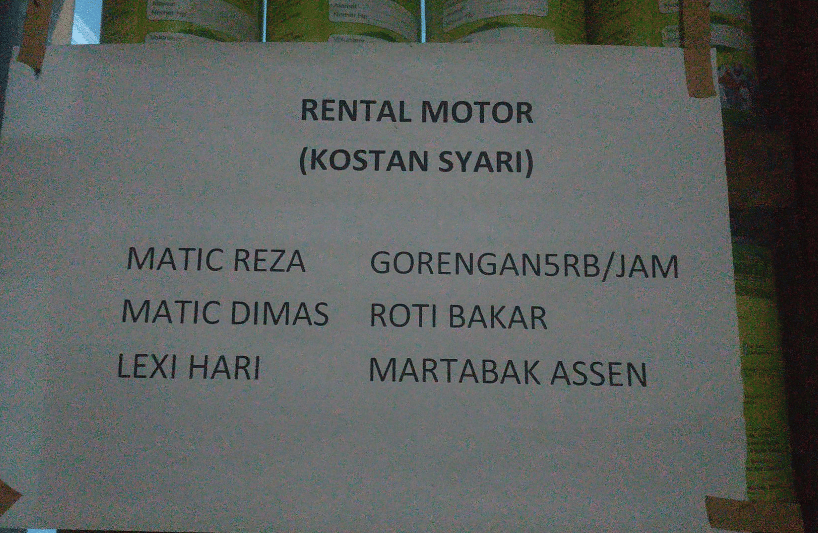 RENTAL MOTOR
(KOSTAN SYARI)
MATIC REZA GORENGAN5RB/JAM
MATIC DIMAS ROTI BAKAR
LEXI HARI MARTABAK ASSEN